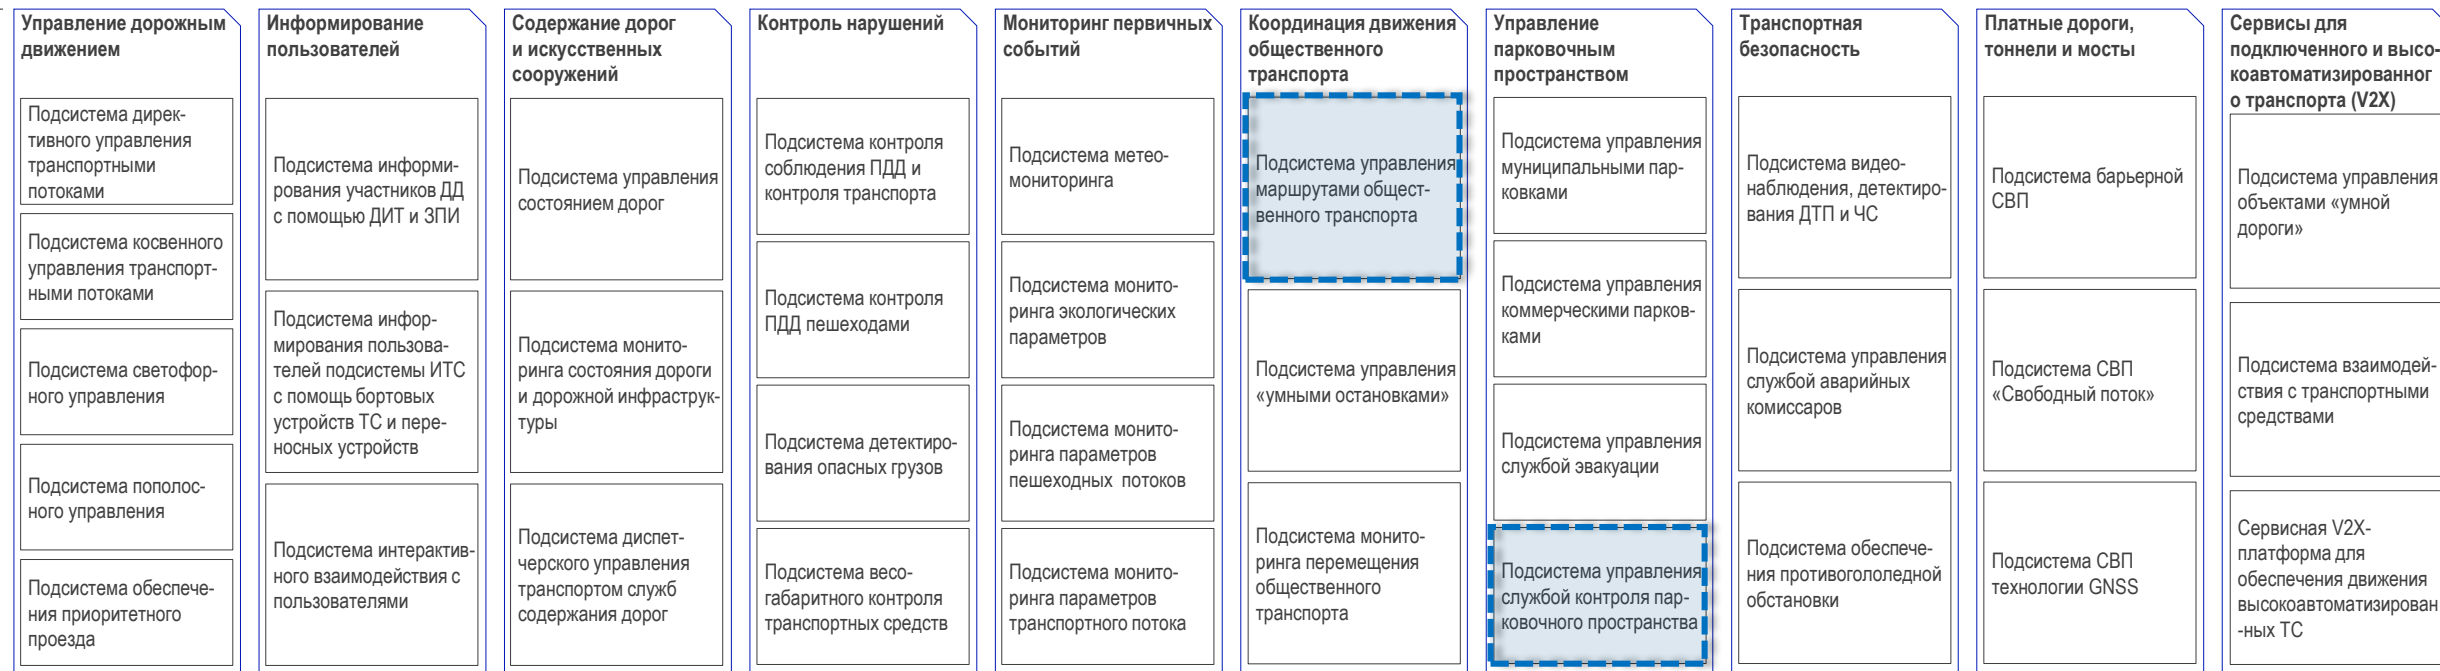 Управление дорожным
движением
Подсистема дирек-
тивного управления
транспортными
потоками
Подсистема косвенного
управления транспорт-
ными потоками
Подсистема светофор-
ного управления
Подсистема пополос-
ного управления
Подсистема обеспече-
ния приоритетного
проезда
Информирование
пользователей
Подсистема информи-
рования участников ДД
с помощью ДИТ и ЗПИ
Подсистема инфор-
мирования пользова-
телей подсистемы ИТС
с помощь бортовых
устройств ТС и пере-
носных устройств
Подсистема интерактив-
ного взаимодействия с
пользователями
Содержание дорог
и искусственных
сооружений
Подсистема управления
состоянием дорог
Подсистема монито-
ринга состояния дороги
и дорожной инфраструк-
туры
Подсистема диспет-
черского управления
транспортом служб
содержания дорог
Контроль нарушений
Подсистема контроля
соблюдения ПДД и
контроля транспорта
Подсистема контроля
ПДД пешеходами
Подсистема детектиро-
вания опасных грузов
Подсистема весо-
габаритного контроля
транспортных средств
Мониторинг первичных
событий
Подсистема метео-
мониторинга
Подсистема монито-
ринга экологических
параметров
Подсистема монито-
ринга параметров
пешеходных потоков
Подсистема монито-
ринга параметров
транспортного потока
Координация движения
общественного
транспорта
Подсистема управления
маршрутами общест-
венного транспорта
Подсистема управления
«умными остановками»
Подсистема монито-
ринга перемещения
общественного
транспорта
Управление
парковочным
пространством
Подсистема управления
муниципальными пар-
ковками
Подсистема управления
коммерческими парков-
ками
Подсистема управления
службой эвакуации
Подсистема управления
службой контроля пар-
ковочного пространства
Транспортная
безопасность
Подсистема видео-
наблюдения, детектиро-
вания ДТП и ЧС
Подсистема управления
службой аварийных
комиссаров
Подсистема обеспече-
ния противогололедной
обстановки
Платные дороги,
тоннели и мосты
Подсистема барьерной
СВП
Подсистема СВП
«Свободный поток»
Подсистема СВП
технологии GNSS
Сервисы для
подключенного и высо-
коавтоматизированног
о транспорта (V2X)
Подсистема управления
объектами «умной
дороги»
Подсистема взаимодей-
ствия с транспортными
средствами
Сервисная V2X-
платформа для
обеспечения движения
высокоавтоматизирован
-ных ТС